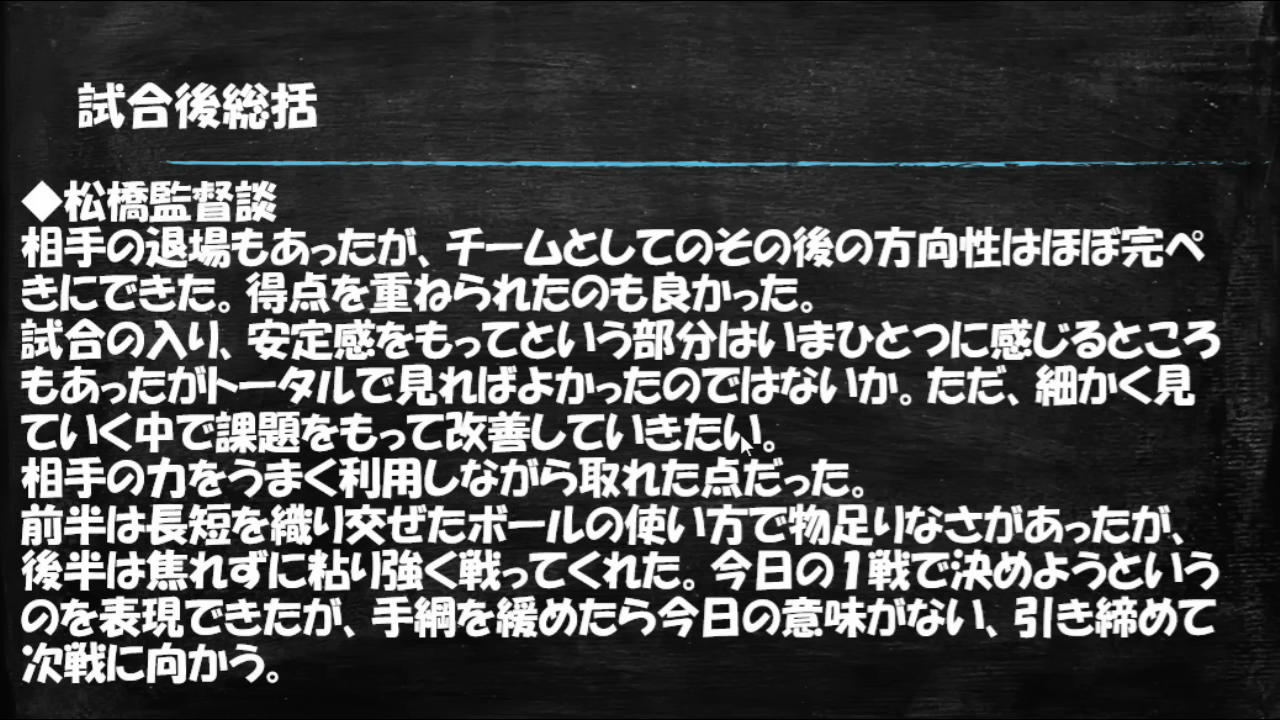 試合後総括
◆松橋監督談
相手の退場もあったが、チームとしてのその後の方向性はほぼ完ぺ
きにできた。得点を重ねられたのも良かった。
試合の入り、安定感をもってという部分はいまひとつに感じるところ
もあったがトータルで見ればよかったのではないか。ただ、細かく見
ていく中で課題をもって改善していきたい。
相手の力をうまく利用しながら取れた点だった。
前半は長短を織り交ぜたボールの使い方で物足りなさがあったが、
後半は焦れずに粘り強く戦ってくれた。今日の1戦で決めようという
のを表現できたが、手綱を緩めたら今日の意味がない、引き締めて
次戦に向かう。